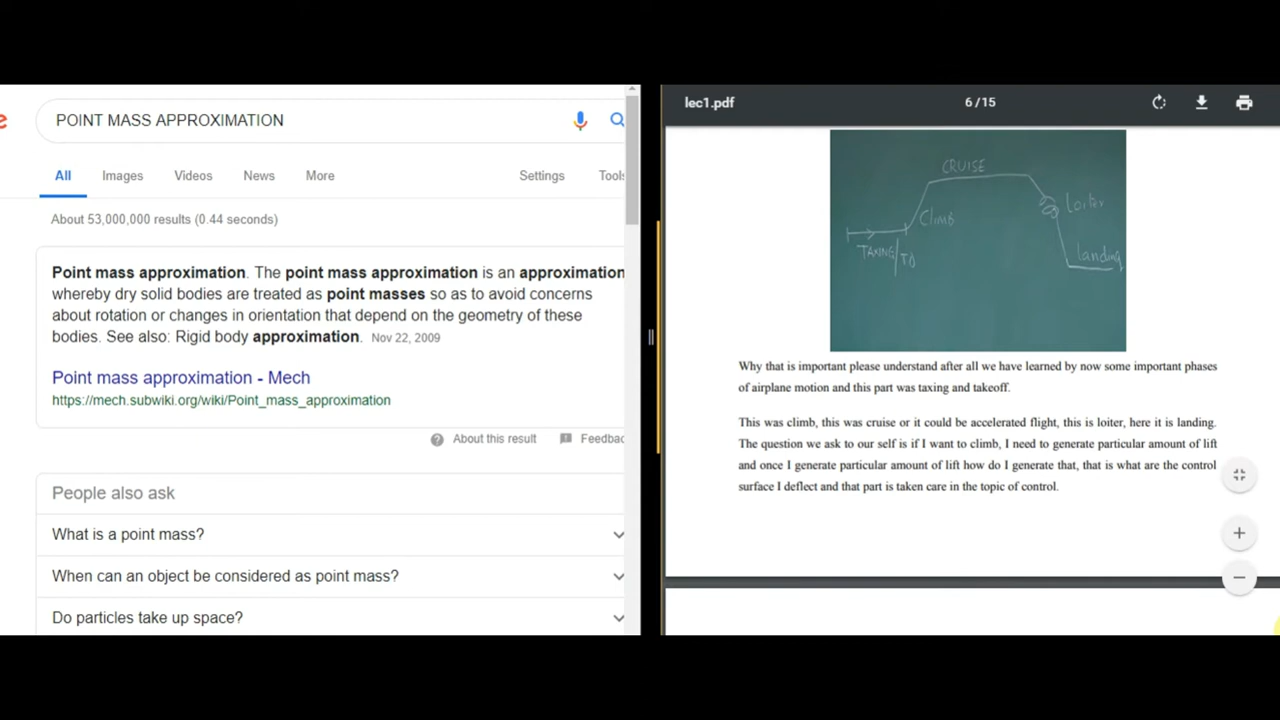 e
POINT MASS APPROXIMATION
All Images Videos News More Settings Tools
About 53,000,000 results (0.44 seconds)
Point mass approximation. The point mass approximation is an approximation
whereby dry solid bodies are treated as point masses so as to avoid concerns
about rotation or changes in orientation that depend on the geometry of these
bodies. See also: Rigid body approximation. Nov 22, 2009
Point mass approximation - Mech
https://mech.subwiki.org/wiki/Point_mass_approximation
About this result Feedbac
People also ask
What is a point mass?
When can an object be considered as point mass?
Do particles take up space?
lec1.pdf 6 / 15
CRUISE
Climb
Loiter
TAXING/TO
landing
Why that is important please understand after all we have learned by now some important phases
of airplane motion and this part was taxing and takeoff.
This was climb, this was cruise or it could be accelerated flight, this is loiter, here it is landing.
The question we ask to our self is if I want to climb, I need to generate particular amount of lift
and once I generate particular amount of lift how do I generate that, that is what are the control
surface I deflect and that part is taken care in the topic of control.